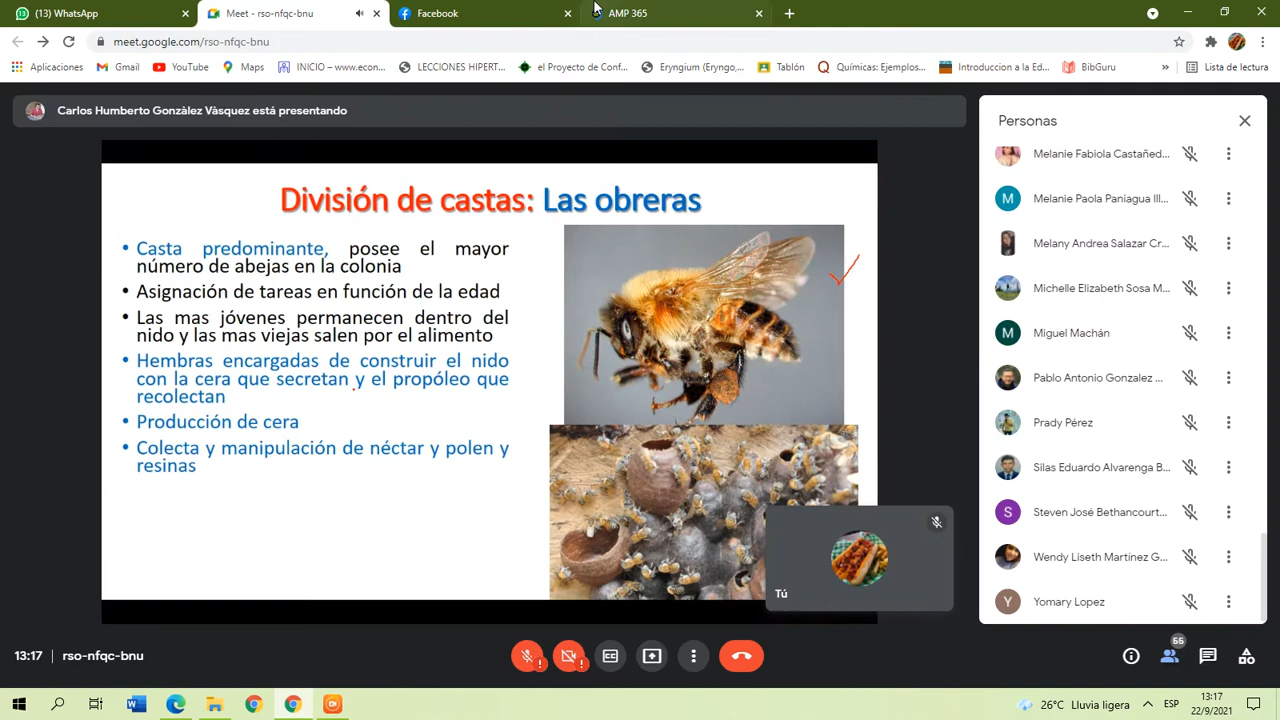 (13) WhatsApp
Meet - rso-nfqc-bnu
Facebook
AMP 365
meet.google.com/rso-nfqc-bnu
Aplicaciones
Gmail
YouTube
Maps
INICIO – www.econ...
LECCIONES HIPERT...
el Proyecto de Conf...
Eryngium (Eryngo,...
Tablón
Químicas: Ejemplos...
Introduccion a la Ed...
BibGuru
»
Lista de lectura
Carlos Humberto Gonzàlez Vàsquez está presentando
División de castas: Las obreras
• Casta predominante, posee el mayor
número de abejas en la colonia
• Asignación de tareas en función de la edad
• Las mas jóvenes permanecen dentro del
nido y las mas viejas salen por el alimento
• Hembras encargadas de construir el nido
con la cera que secretan y el propóleo que
recolectan
• Producción de cera
• Colecta y manipulación de néctar y polen y
resinas
Tú
Personas
Melanie Fabiola Castañed...
M
Melanie Paola Paniagua Ill...
Melany Andrea Salazar Cr...
Michelle Elizabeth Sosa M...
M
Miguel Machán
Pablo Antonio Gonzalez ...
Prady Pérez
Silas Eduardo Alvarenga B...
S
Steven José Bethancourt...
Wendy Liseth Martínez G...
Y
Yomary Lopez
13:17
rso-nfqc-bnu
55
26°C Lluvia ligera
ESP
13:17
22/9/2021